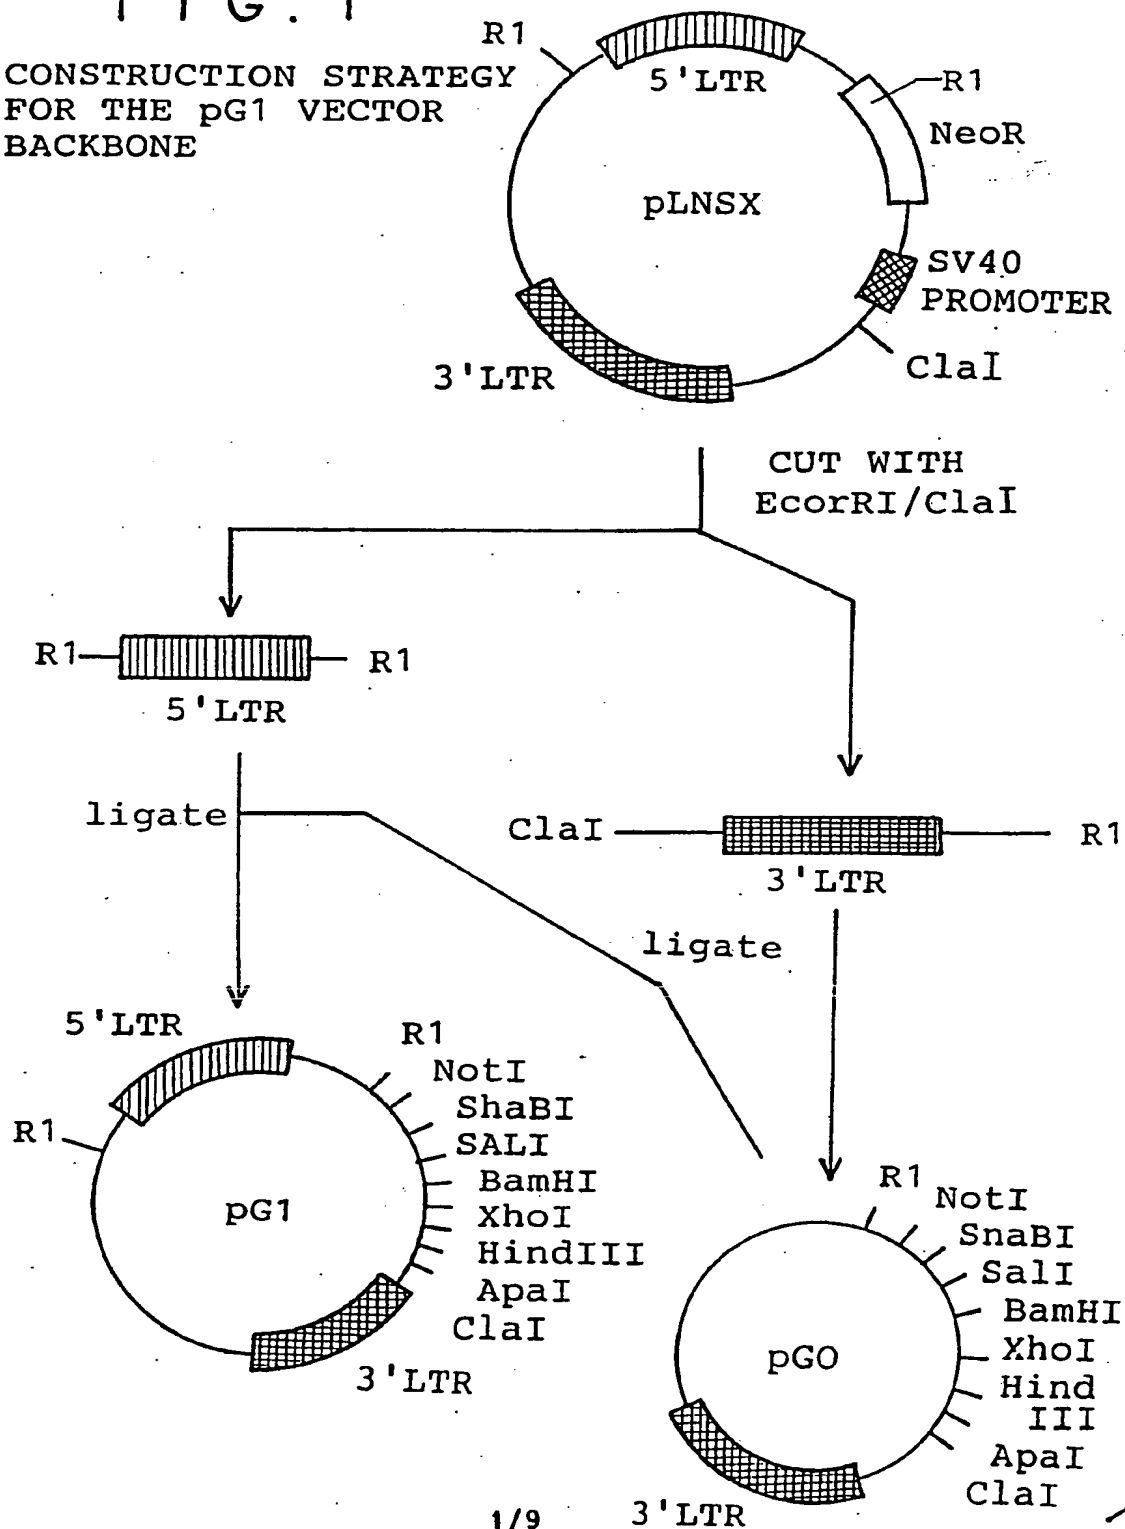 FIG. 1
CONSTRUCTION STRATEGY
FOR THE pG1 VECTOR
BACKBONE
R1
5'LTR
R1
NeoR
pLNSX
SV40
PROMOTER
ClaI
3'LTR
CUT WITH
EcorRI/ClaI
R1
R1
5'LTR
ligate
ClaI
R1
3'LTR
ligate
5'LTR
R1
NotI
ShaBI
SALI
BamHI
XhoI
HindIII
ApaI
ClaI
R1
pG1
3'LTR
R1
NotI
SnaBI
SalI
BamHI
XhoI
Hind
III
ApaI
ClaI
pGO
3'LTR
1/9